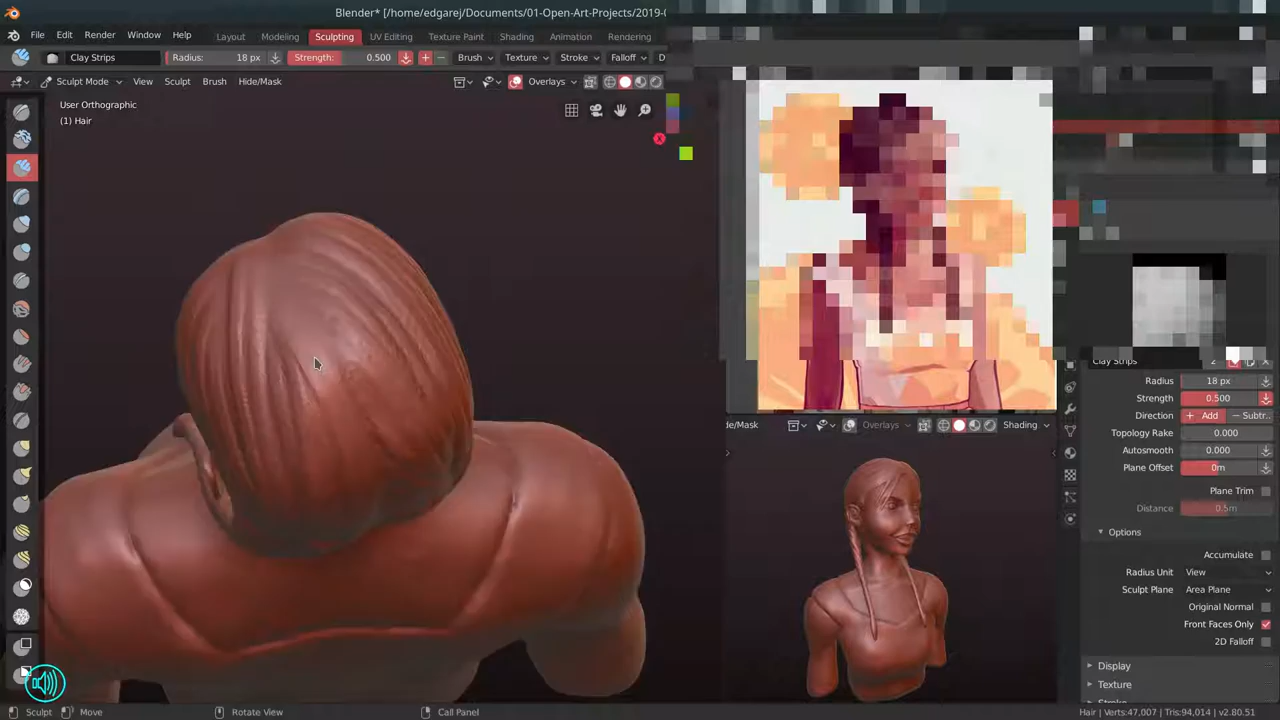 Blender* [/home/edgarej/Documents/01-Open-Art-Projects/2019-0
File Edit Render Window Help Layout Modeling Sculpting UV Editing Texture Paint Shading Animation Rendering
Clay Strips Radius: 18 px Strength: 0.500 Brush Texture Stroke Falloff D
Sculpt Mode View Sculpt Brush Hide/Mask Overlays
User Orthographic
(1) Hair
Clay Strips 2
Radius 18 px
Strength 0.500
Direction + Add — Subtr..
Topology Rake 0.000
Autosmooth 0.000
Plane Offset 0m
de/Mask Overlays Shading
Plane Trim
Distance 0.5m
Options
Accumulate
Radius Unit View
Sculpt Plane Area Plane
Original Normal
Front Faces Only
2D Falloff
Display
Texture
Sculpt Move Rotate View Call Panel Hair | Verts:47,007 | Tris:94,014 | v2.80.51